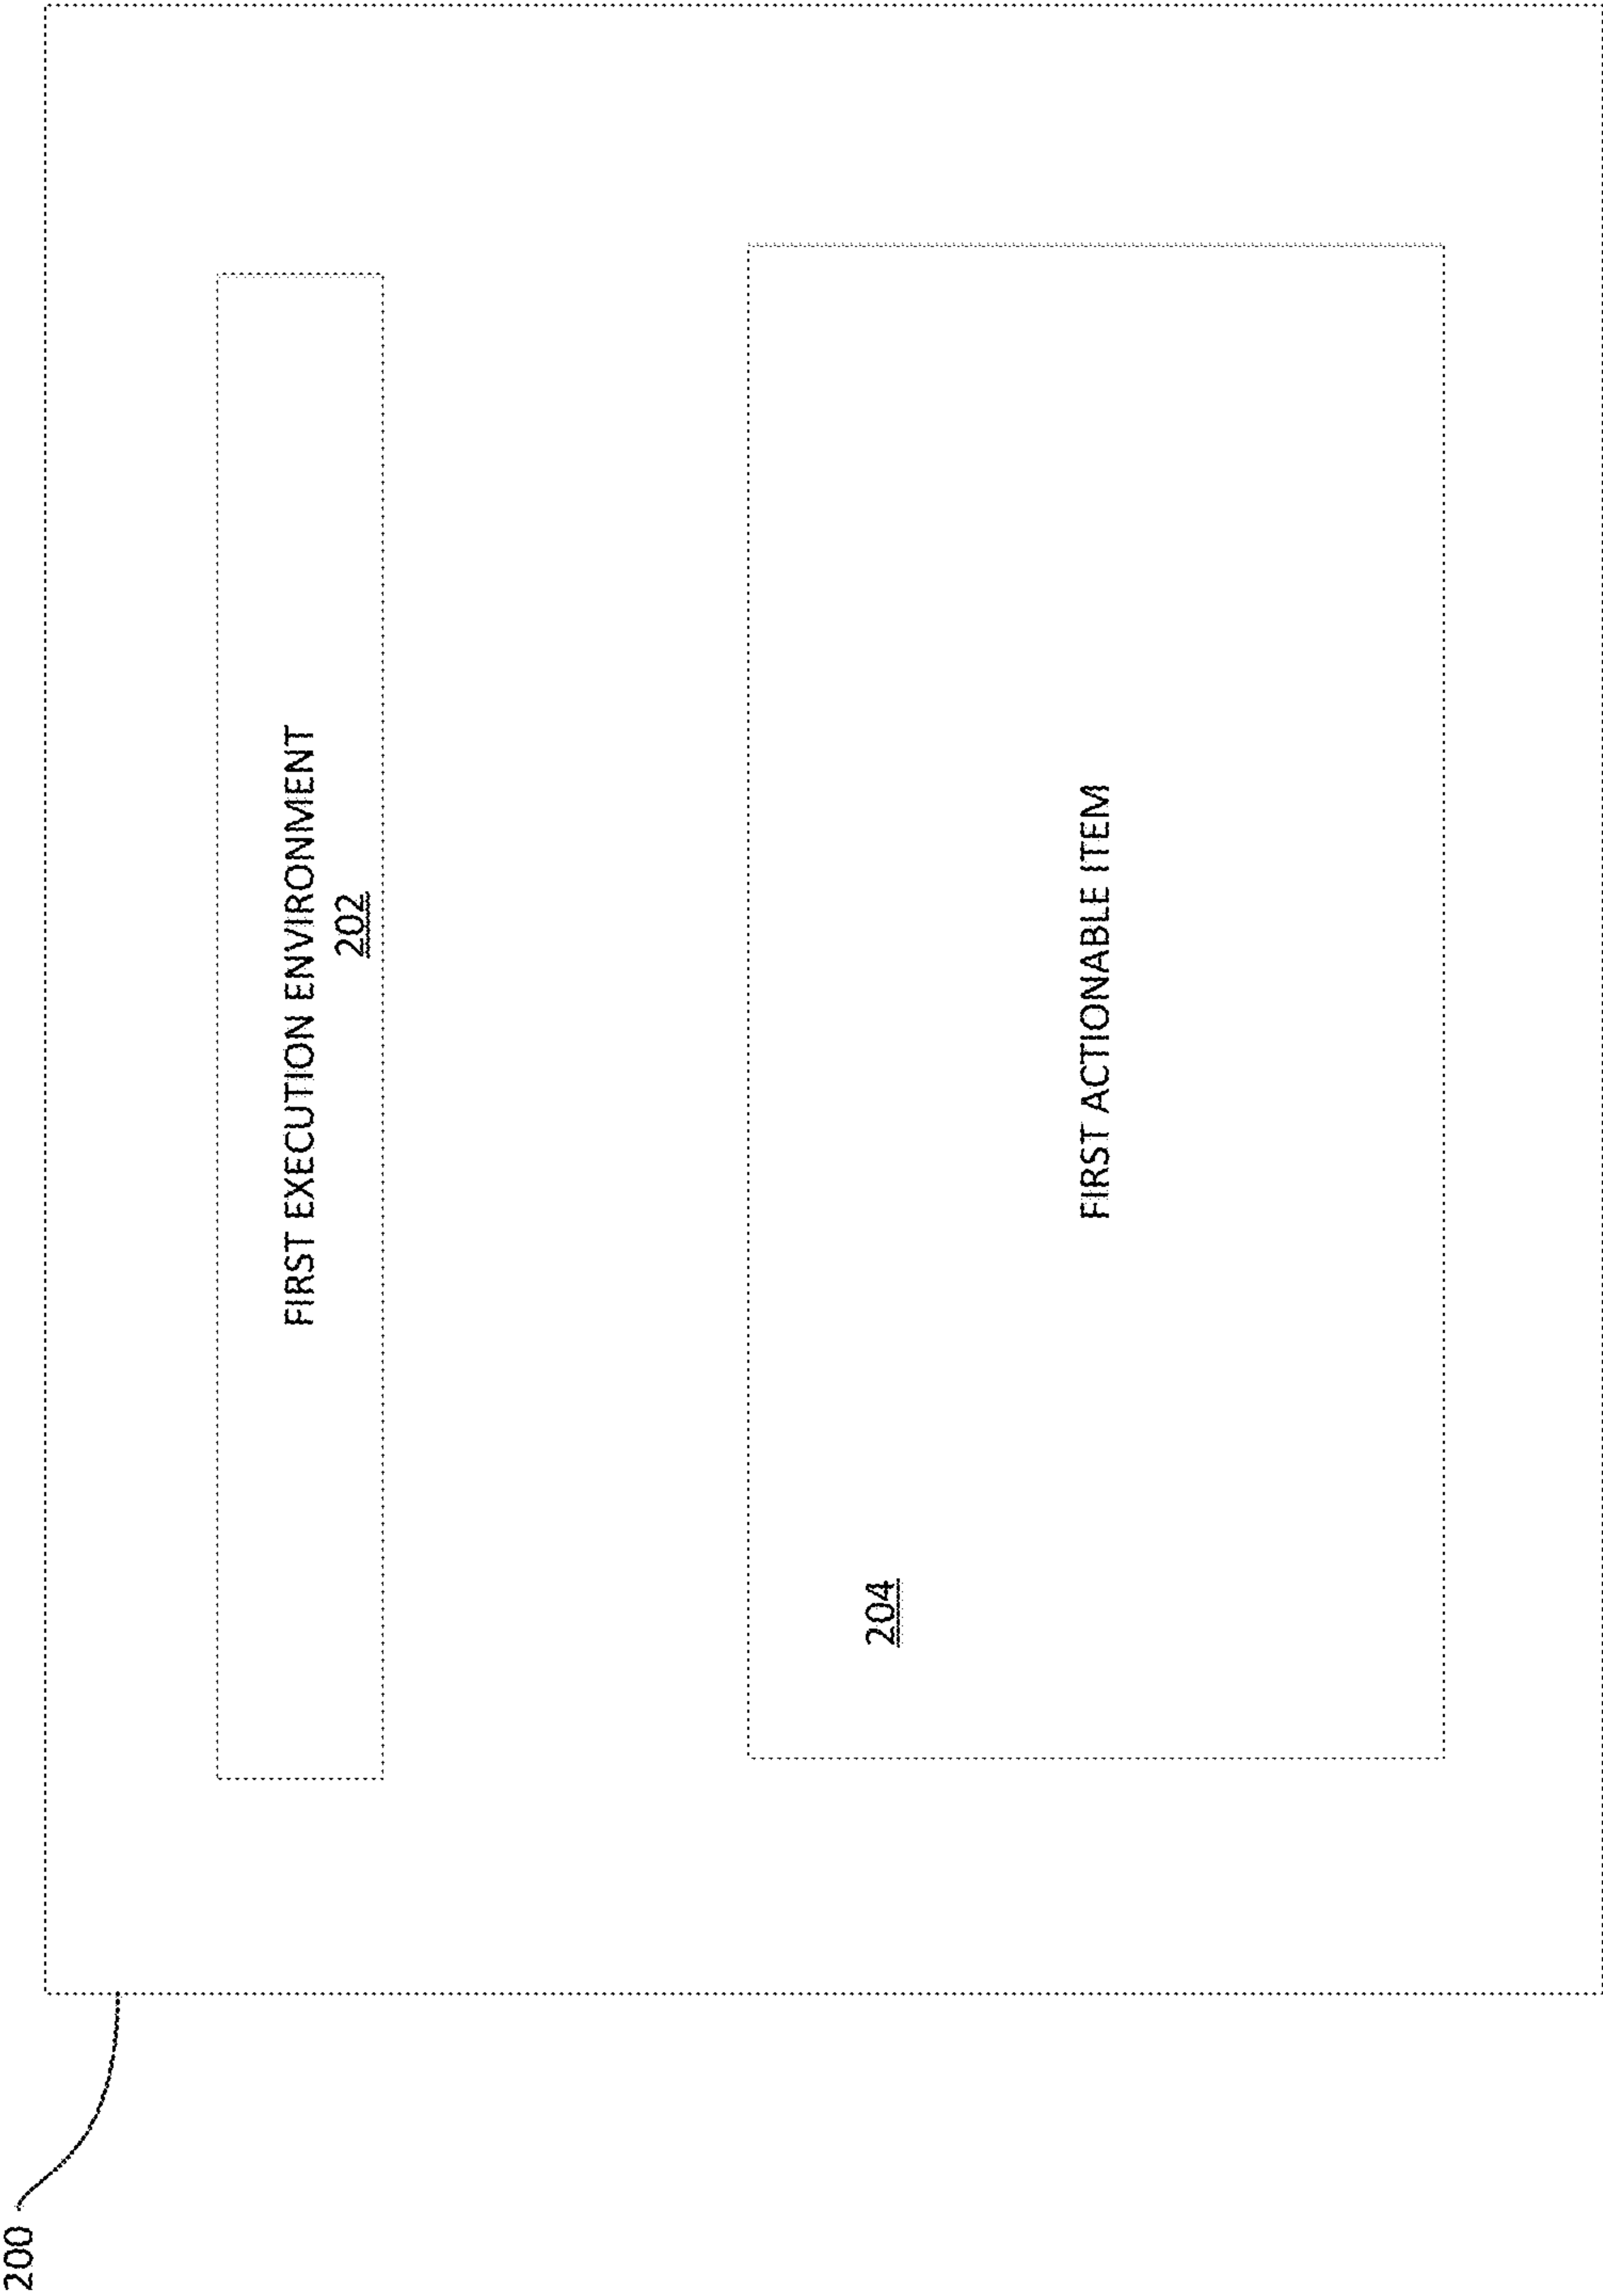 200
FIRST EXECUTION ENVIRONMENT
202
204
FIRST ACTIONABLE ITEM